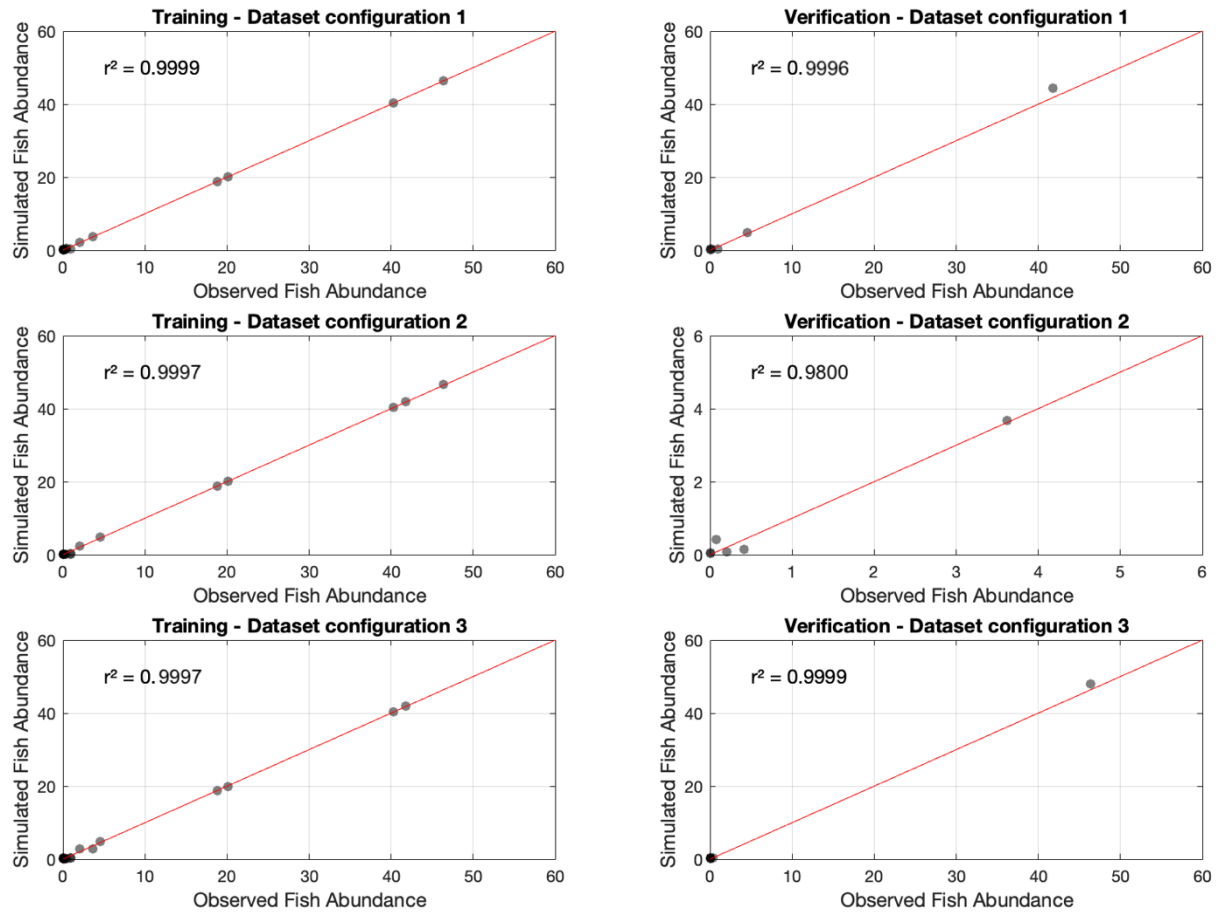 Training - Dataset configuration 1
60
40
20
0
r² = 0.9999
0 10 20 30 40 50 60
Observed Fish Abundance
Simulated Fish Abundance
Verification - Dataset configuration 1
60
40
20
0
r² = 0.9996
0 10 20 30 40 50 60
Observed Fish Abundance
Simulated Fish Abundance
Training - Dataset configuration 2
60
40
20
0
r² = 0.9997
0 10 20 30 40 50 60
Observed Fish Abundance
Simulated Fish Abundance
Verification - Dataset configuration 2
6
4
2
0
r² = 0.9800
0 1 2 3 4 5 6
Observed Fish Abundance
Simulated Fish Abundance
Training - Dataset configuration 3
60
40
20
0
r² = 0.9997
0 10 20 30 40 50 60
Observed Fish Abundance
Simulated Fish Abundance
Verification - Dataset configuration 3
60
40
20
0
r² = 0.9999
0 10 20 30 40 50 60
Observed Fish Abundance
Simulated Fish Abundance